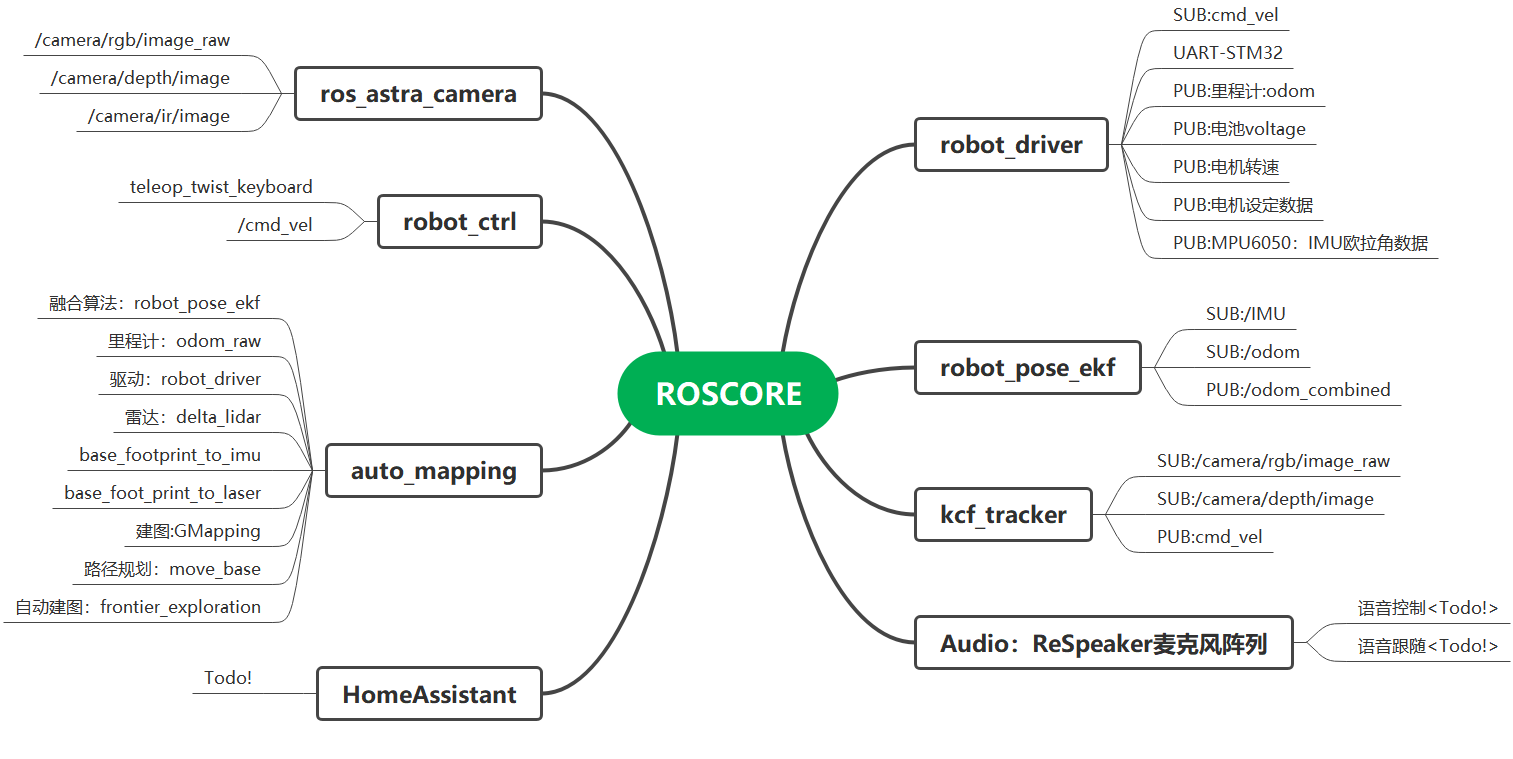 /camera/rgb/image_raw
/camera/depth/image
/camera/ir/image
ros_astra_camera
teleop_twist_keyboard
/cmd_vel
robot_ctrl
融合算法：robot_pose_ekf
里程计：odom_raw
驱动：robot_driver
雷达：delta_lidar
base_footprint_to_imu
base_foot_print_to_laser
建图:GMapping
路径规划：move_base
自动建图：frontier_exploration
auto_mapping
Todo!
HomeAssistant
ROSCORE
robot_driver
SUB:cmd_vel
UART-STM32
PUB:里程计:odom
PUB:电池voltage
PUB:电机转速
PUB:电机设定数据
PUB:MPU6050：IMU欧拉角数据
robot_pose_ekf
SUB:/IMU
SUB:/odom
PUB:/odom_combined
kcf_tracker
SUB:/camera/rgb/image_raw
SUB:/camera/depth/image
PUB:cmd_vel
Audio：ReSpeaker麦克风阵列
语音控制<Todo!>
语音跟随<Todo!>